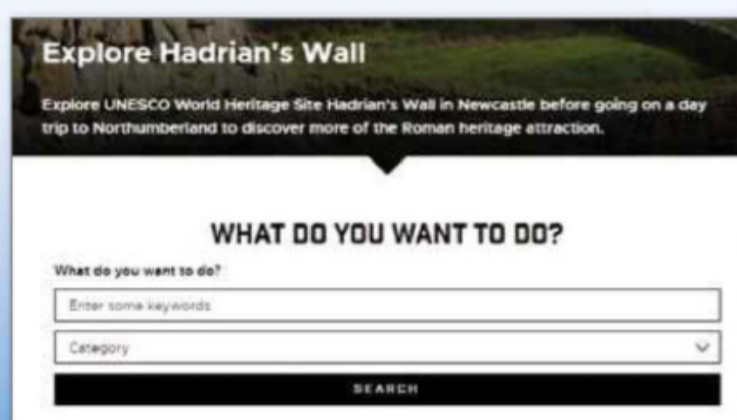 Explore Hadrian's Wall
Explore UNESCO World Heritage Site Hadrian's Wall in Newcastle before going on a day
trip to Northumberland to discover more of the Roman heritage attraction.
WHAT DO YOU WANT TO DO?
What do you want to do?
Enter some keywords
Category
SEARCH